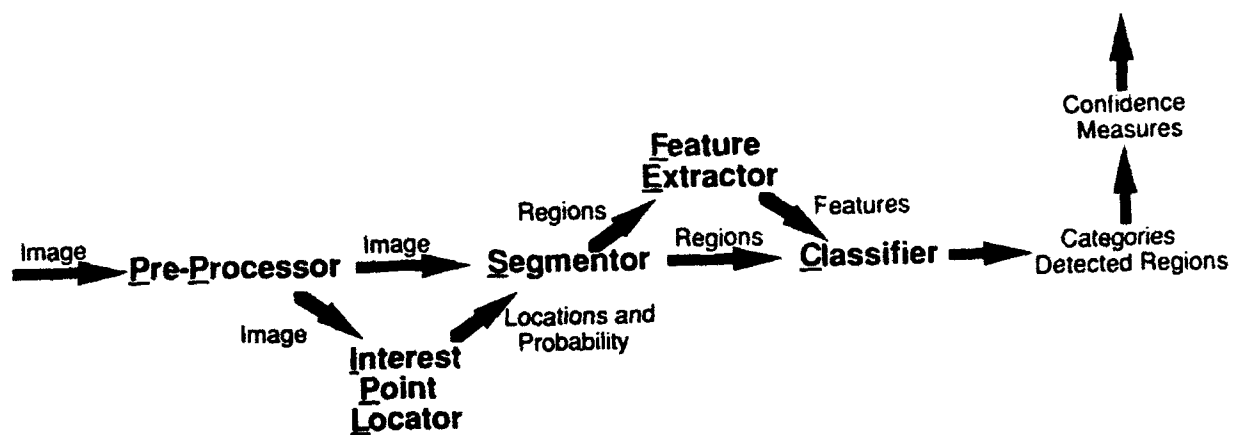 Confidence
Measures
Feature
Extractor
Regions
Features
Image
Image
Regions
Categories
Detected Regions
Pre-Processor
Segmentor
Classifier
Image
Locations and
Probability
Interest
Point
Locator